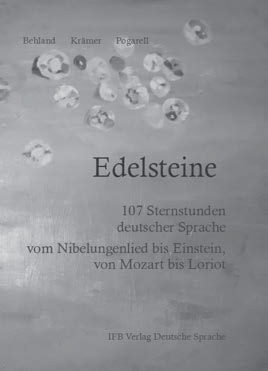 Behland Krämer Pogarell
Edelsteine
107 Sternstunden
deutscher Sprache
vom Nibelungenlied bis Einstein,
von Mozart bis Loriot
IFB Verlag Deutsche Sprache